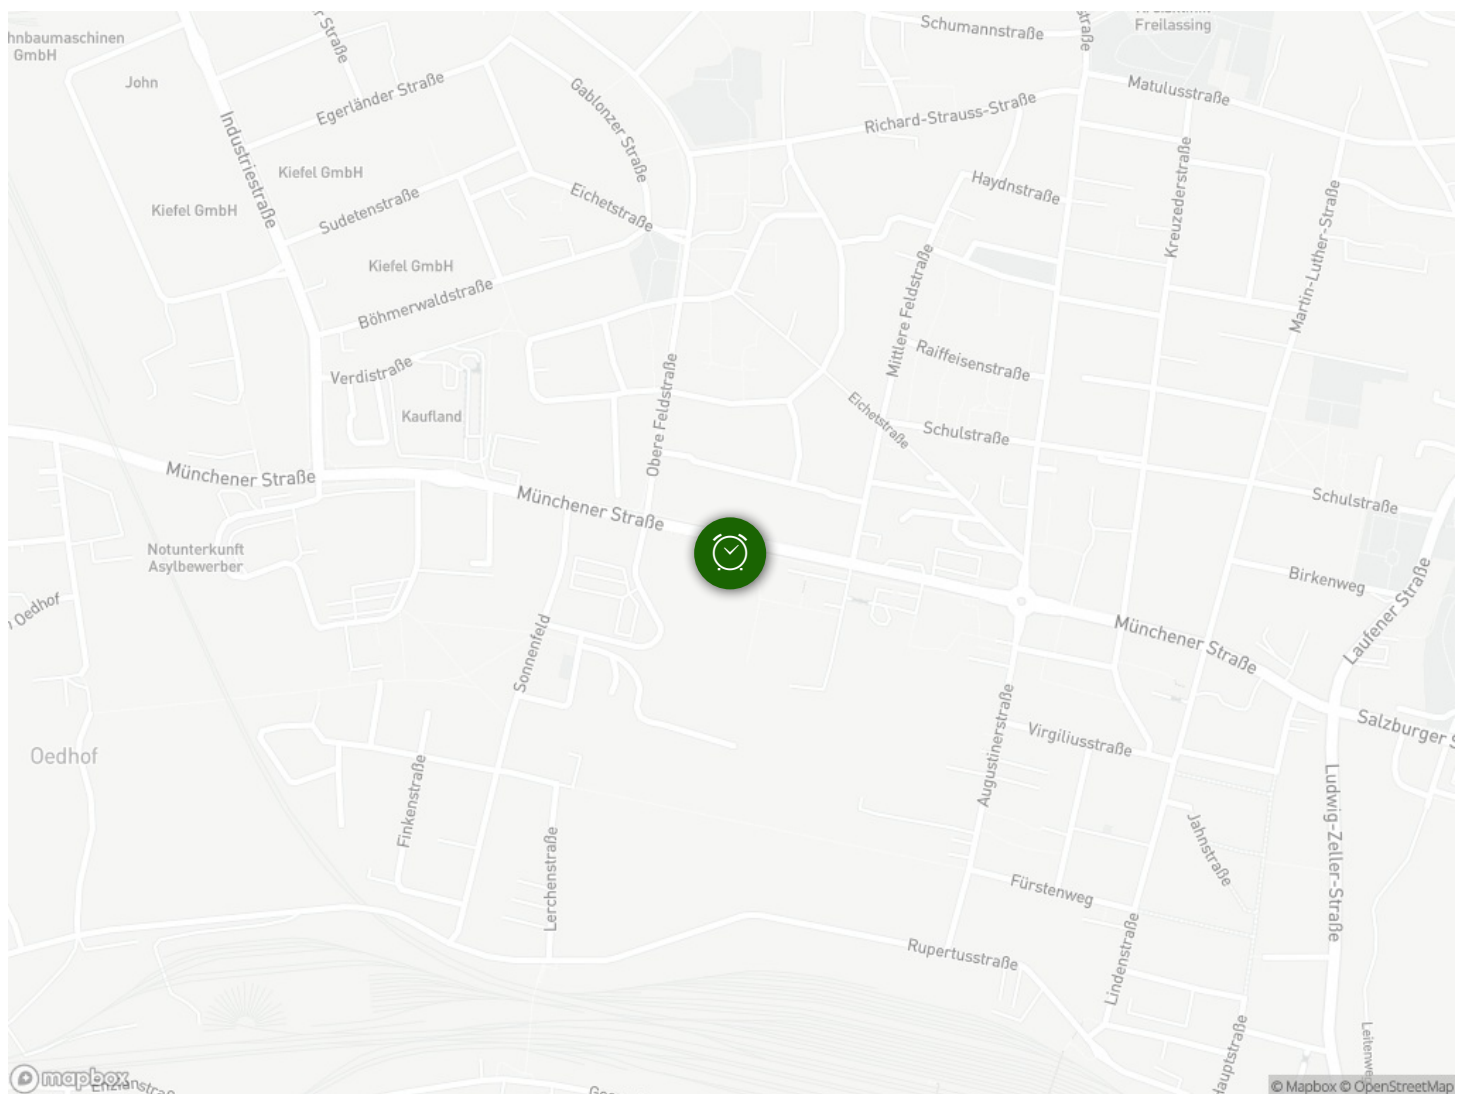 Schumannstraße
Freilassing
hnbaumaschinen
GmbH
John
Egerländer Straße
Gablonzer Straße
Matulusstraße
Richard-Strauss-Straße
Industriestraße
Kiefel GmbH
Eichetstraße
Haydnstraße
Kreuzederstraße
Kiefel GmbH
Sudetenstraße
Martin-Luther-Straße
Kiefel GmbH
Böhmerwaldstraße
Mittlere Feldstraße
Verdistraße
Raiffeisenstraße
Kaufland
Obere Feldstraße
Eichetstraße
Schulstraße
Münchener Straße
Münchener Straße
Schulstraße
Notunterkunft
Asylbewerber
Birkenweg
Laufener Straße
Oedhof
Sonnenfeld
Münchener Straße
Augustinerstraße
Virgiliusstraße
Salzburger S
Oedhof
Finkenstraße
Lerchenstraße
Jahnstraße
Ludwig-Zeller-Straße
Fürstenweg
Rupertusstraße
Lindenstraße
Hauptstraße
Leitenwe
mapbox
Enzianstraß
© Mapbox © OpenStreetMap